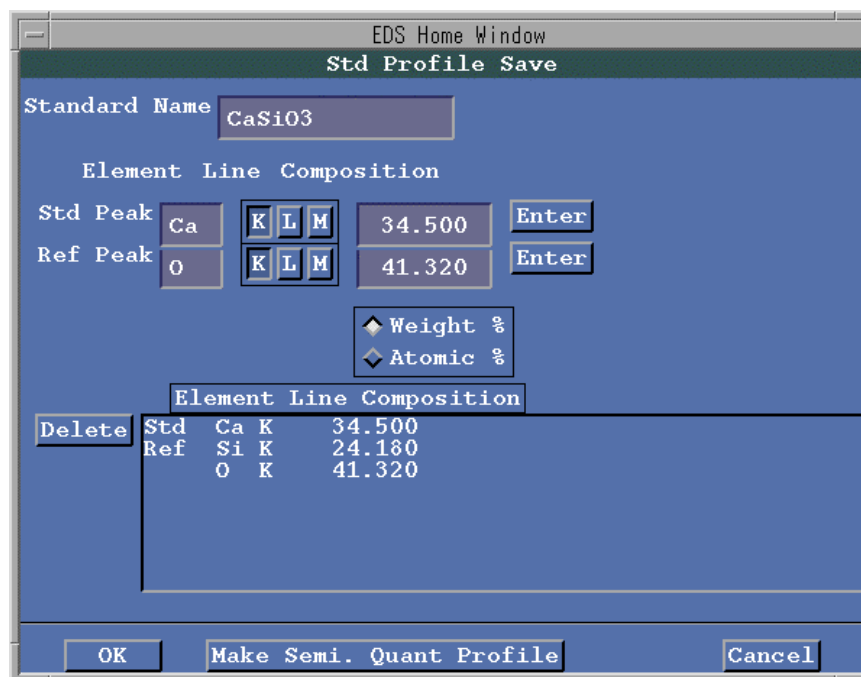 EDS Home Window
Std Profile Save
Standard Name CaSiO3
Element Line Composition
Std Peak Ca K L M 34.500 Enter
Ref Peak O K L M 41.320 Enter
Weight %
Atomic %
Element Line Composition
Delete Std Ca K 34.500
Ref Si K 24.180
O K 41.320
OK Make Semi. Quant Profile Cancel